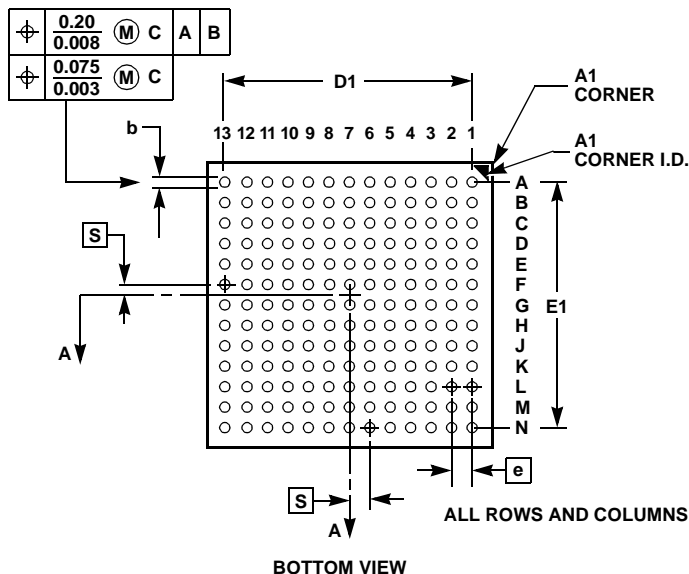 0.20
0.008 M C A B
0.075
0.003 M C
D1
A1
CORNER
b
13 12 11 10 9 8 7 6 5 4 3 2 1
A1
CORNER I.D.
A
B
C
D
E
F
G
H
J
K
L
M
N
S
A
E1
S
e
A
ALL ROWS AND COLUMNS
BOTTOM VIEW